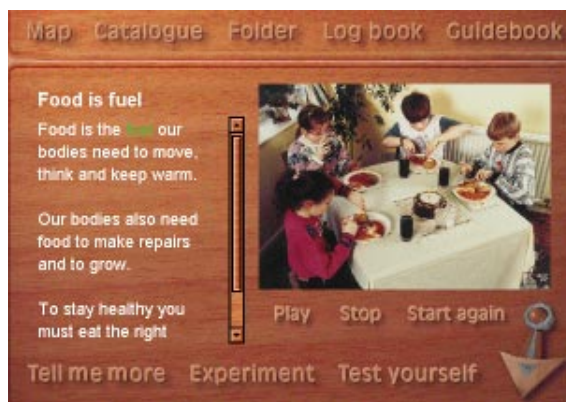 Map Catalogue Folder Log book Guidebook
Food is fuel
Food is the fuel our
bodies need to move,
think and keep warm.
Our bodies also need
food to make repairs
and to grow.
To stay healthy you
must eat the right
Play Stop Start again
Tell me more Experiment Test yourself